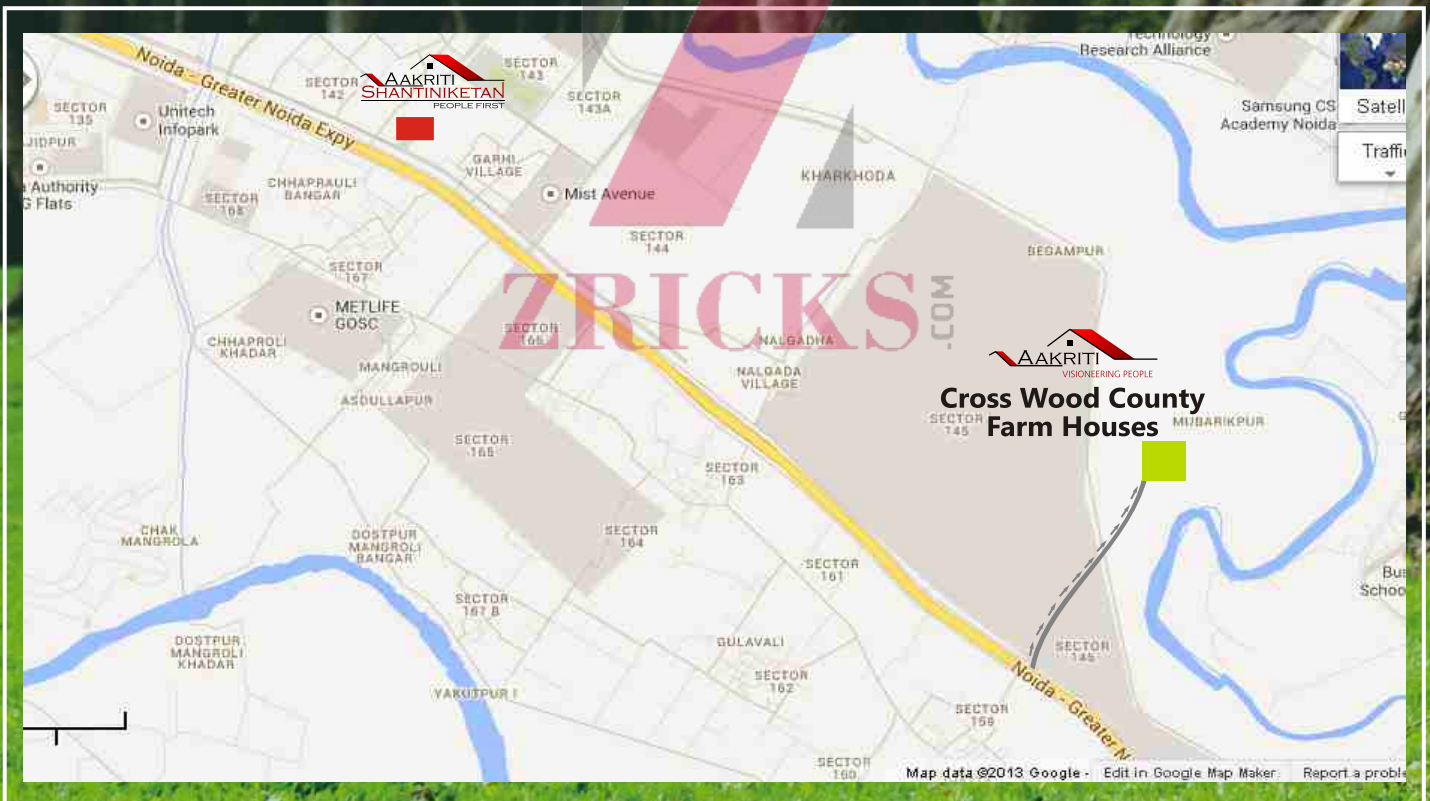 Technology
Research Alliance
Noida - Greater Noida Expy
SECTOR
142
AAKRITI
SHANTINIKETAN
PEOPLE FIRST
SECTOR
143
SECTOR
143A
SECTOR
135
Unitech
Infopark
Samsung CS
Academy Noida
Satell
Traffi
JIDPUR
a Authority
G Flats
SECTOR
168
CHHAPRAULI
BANGAR
GARHI
VILLAGE
Mist Avenue
KHARKHODA
SECTOR
144
BEGAMPUR
SECTOR
167
METLIFE
GOSC
ZRICKS
.COM
CHHAPROLI
KHADAR
MANGROULI
ASDULLAPUR
NALGADHA
NALGADA
VILLAGE
AAKRITI
VISIONEERING PEOPLE
Cross Wood County
Farm Houses
SECTOR
145
MUBARIKPUR
SECTOR
165
SECTOR
163
CHAK
MANGROLA
DOSTPUR
MANGROLI
BANGAR
SECTOR
164
SECTOR
161
Bus
Schoo
SECTOR
167 B
DOSTPUR
MANGROLI
KHADAR
GULAVALI
SECTOR
162
YAKUTPUR
SECTOR
159
Noida - Greater N
SECTOR
160
Map data ©2013 Google - Edit in Google Map Maker Report a proble